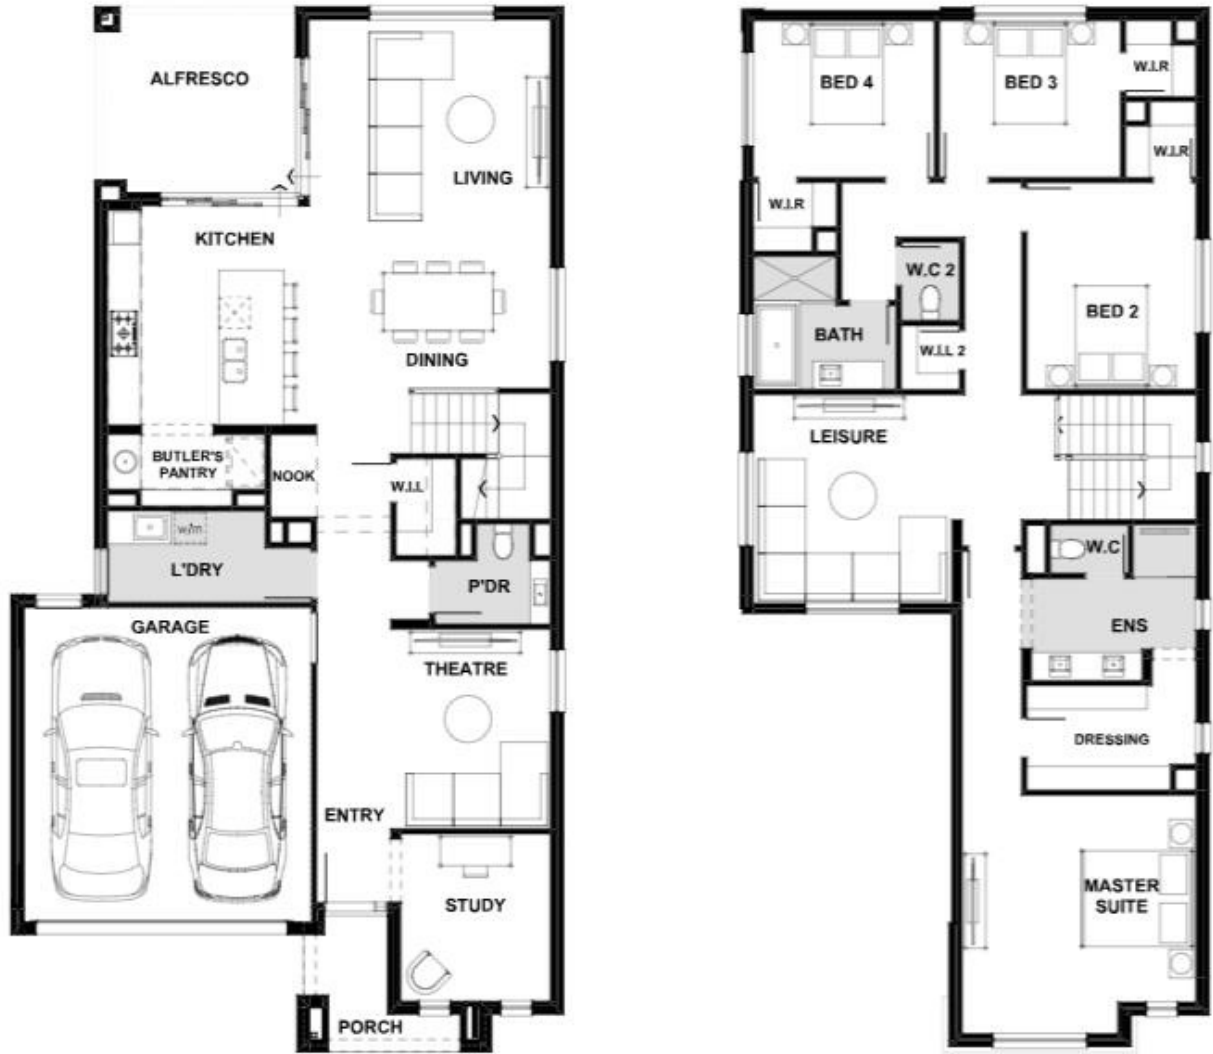 ALFRESCO
LIVING
KITCHEN
DINING
BUTLER'S
PANTRY
NOOK
W.I.L
w/m
L'DRY
P'DR
GARAGE
THEATRE
ENTRY
STUDY
PORCH
BED 4
BED 3
W.I.R
W.I.R
W.I.R
W.C 2
BED 2
BATH
W.I.L 2
LEISURE
W.C
ENS
DRESSING
MASTER
SUITE